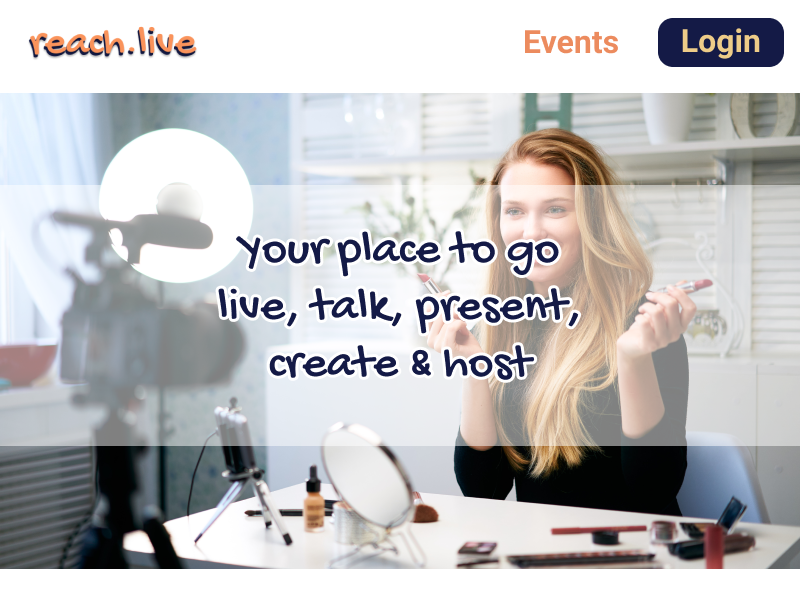 reach.live
Events
Login
Your place to go
live, talk, present,
create & host